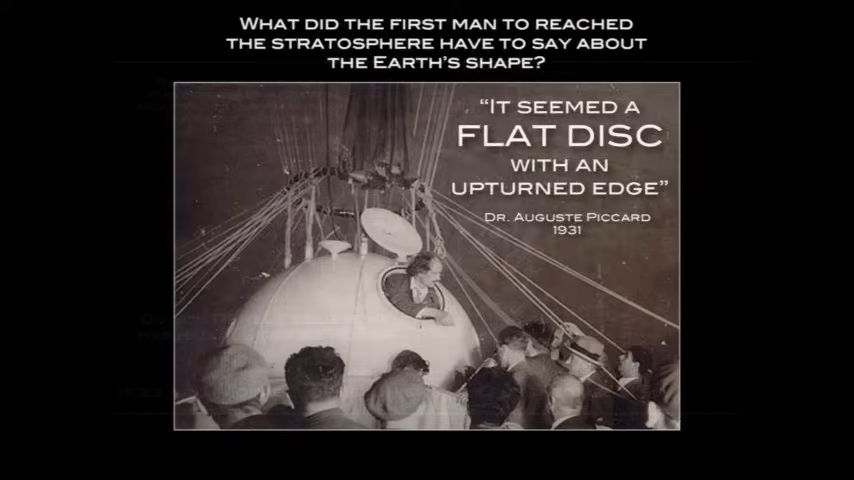 What did the first man to reached
the stratosphere have to say about
the Earth's shape?
"It seemed a
flat disc
with an
upturned edge"
Dr. Auguste Piccard
1931